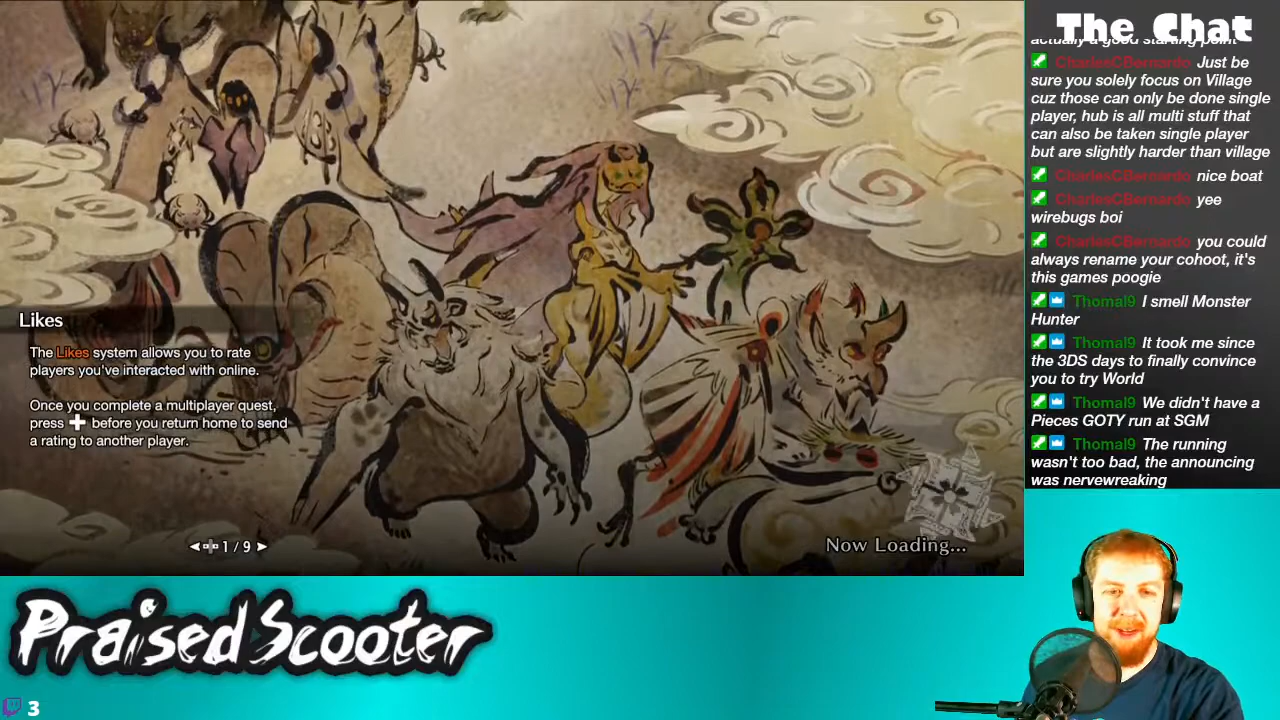 The Chat
actually a good starting point
CharlesCBernardo Just be
sure you solely focus on Village
cuz those can only be done single
player, hub is all multi stuff that
can also be taken single player
but are slightly harder than village
CharlesCBernardo nice boat
CharlesCBernardo yee
wirebugs boi
CharlesCBernardo you could
always rename your cohoot, it's
this games poogie
Thomal9 I smell Monster
Hunter
Thomal9 It took me since
the 3DS days to finally convince
you to try World
Thomal9 We didn't have a
Pieces GOTY run at SGM
Thomal9 The running
wasn't too bad, the announcing
was nervewreaking
Likes
The Likes system allows you to rate
players you've interacted with online.
Once you complete a multiplayer quest,
press + before you return home to send
a rating to another player.
1 / 9
Now Loading...
PraisedScooter
3